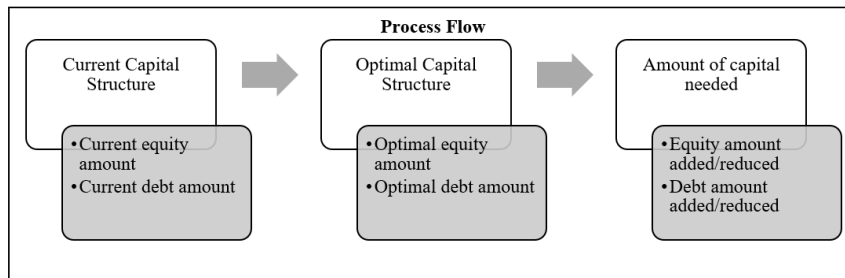 Process Flow
Current Capital
Structure
•Current equity
amount
•Current debt amount
Optimal Capital
Structure
•Optimal equity
amount
•Optimal debt amount
Amount of capital
needed
•Equity amount
added/reduced
•Debt amount
added/reduced